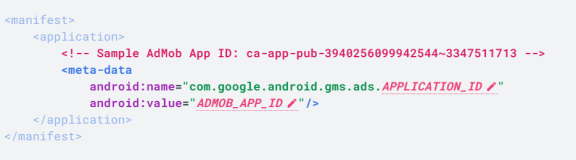 <manifest>
<application>
<!-- Sample AdMob App ID: ca-app-pub-3940256099942544~3347511713 -->
<meta-data
android:name="com.google.android.gms.ads.APPLICATION_ID"
android:value="ADMOB_APP_ID"/>
</application>
</manifest>